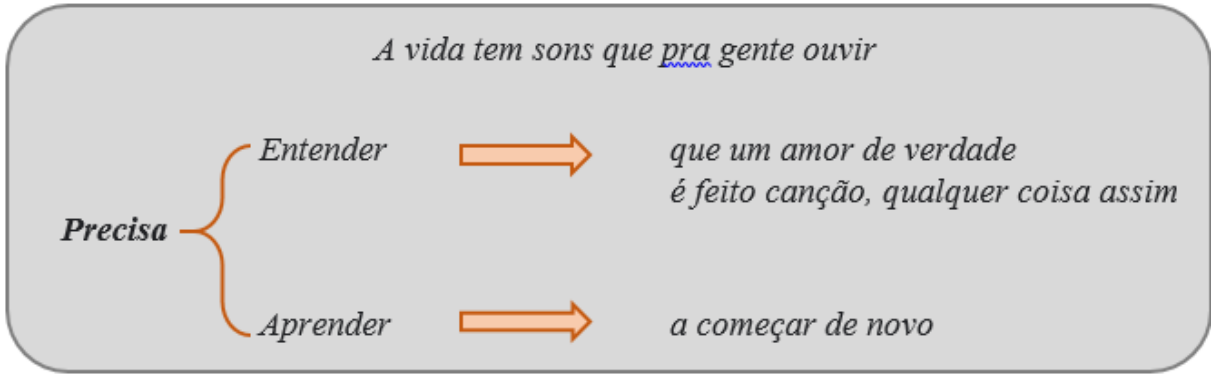 A vida tem sons que pra gente ouvir
Entender que um amor de verdade
é feito canção, qualquer coisa assim
Precisa
Aprender a começar de novo